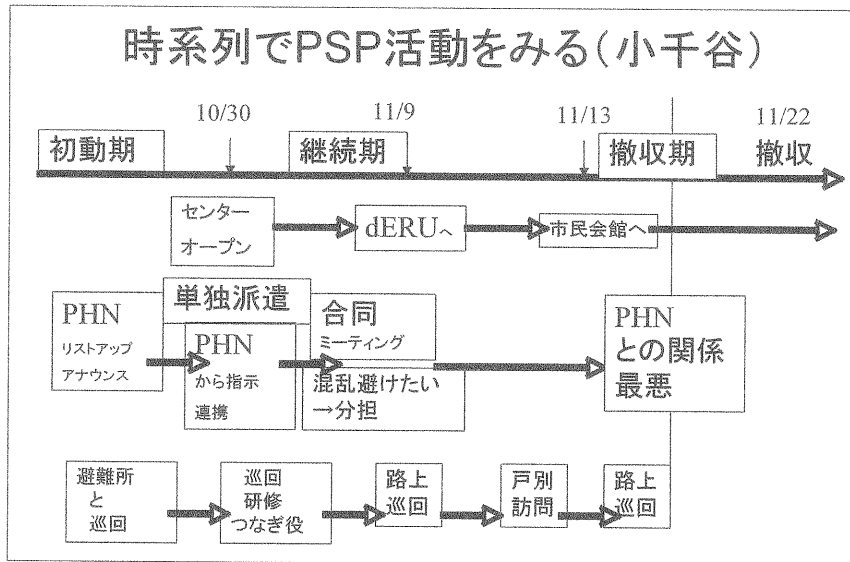 時系列でPSP活動をみる(小千谷)
10/30
11/9
11/13
11/22
初動期
継続期
撤収期
撤収
センター
オープン
dERUへ
市民会館へ
PHN
リストアップ
アナウンス
単独派遣
PHN
から指示
連携
合同
ミーティング
混乱避けたい
→分担
PHN
との関係
最悪
避難所
と
巡回
巡回
研修
つなぎ役
路上
巡回
戸別
訪問
路上
巡回